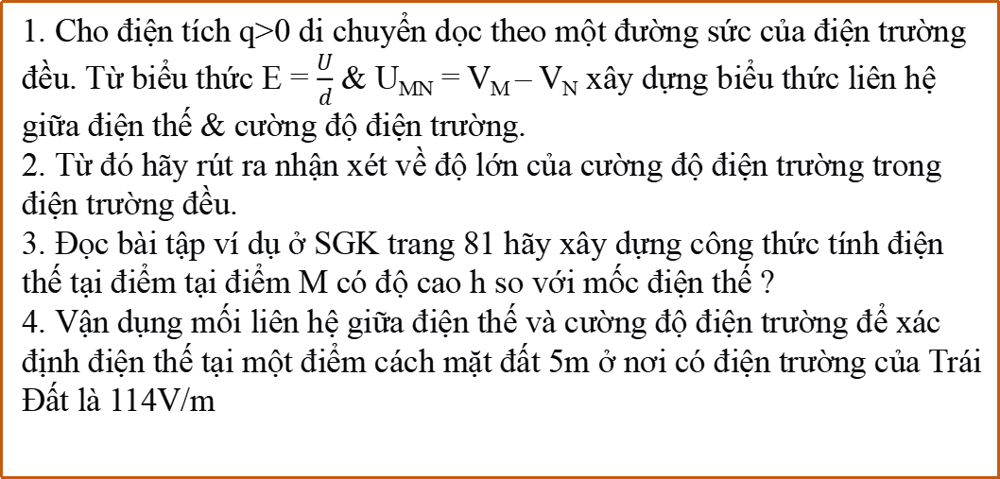 1. Cho điện tích q>0 di chuyển dọc theo một đường sức của điện trường
đều. Từ biểu thức E = U/d & U_MN = V_M – V_N xây dựng biểu thức liên hệ
giữa điện thế & cường độ điện trường.
2. Từ đó hãy rút ra nhận xét về độ lớn của cường độ điện trường trong
điện trường đều.
3. Đọc bài tập ví dụ ở SGK trang 81 hãy xây dựng công thức tính điện
thế tại điểm tại điểm M có độ cao h so với mốc điện thế ?
4. Vận dụng mối liên hệ giữa điện thế và cường độ điện trường để xác
định điện thế tại một điểm cách mặt đất 5m ở nơi có điện trường của Trái
Đất là 114V/m